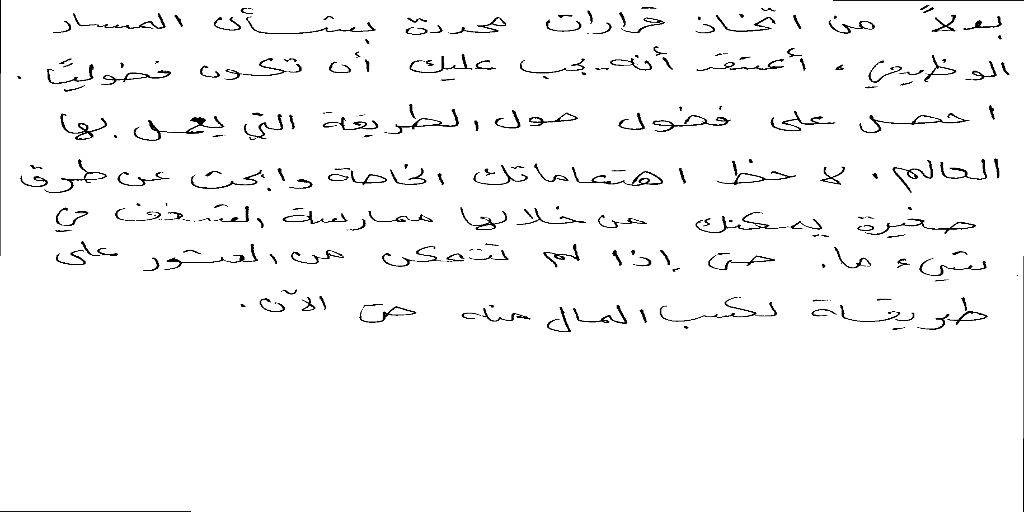 بدلاً من اتخاذ قرارات محددة بشأن المسار
الوظيفي، أعتقد أنه يجب عليك أن تكون فضوليًا.
احصل على فضول حول الطريقة التي يعمل بها
العالم. لاحظ اهتماماتك الخاصة وابحث عن طرق
صغيرة يمكنك من خلالها ممارسة الشغف في
شيء ما. حتى إذا لم تتمكن من العثور على
طريقة لكسب المال منه حتى الآن.